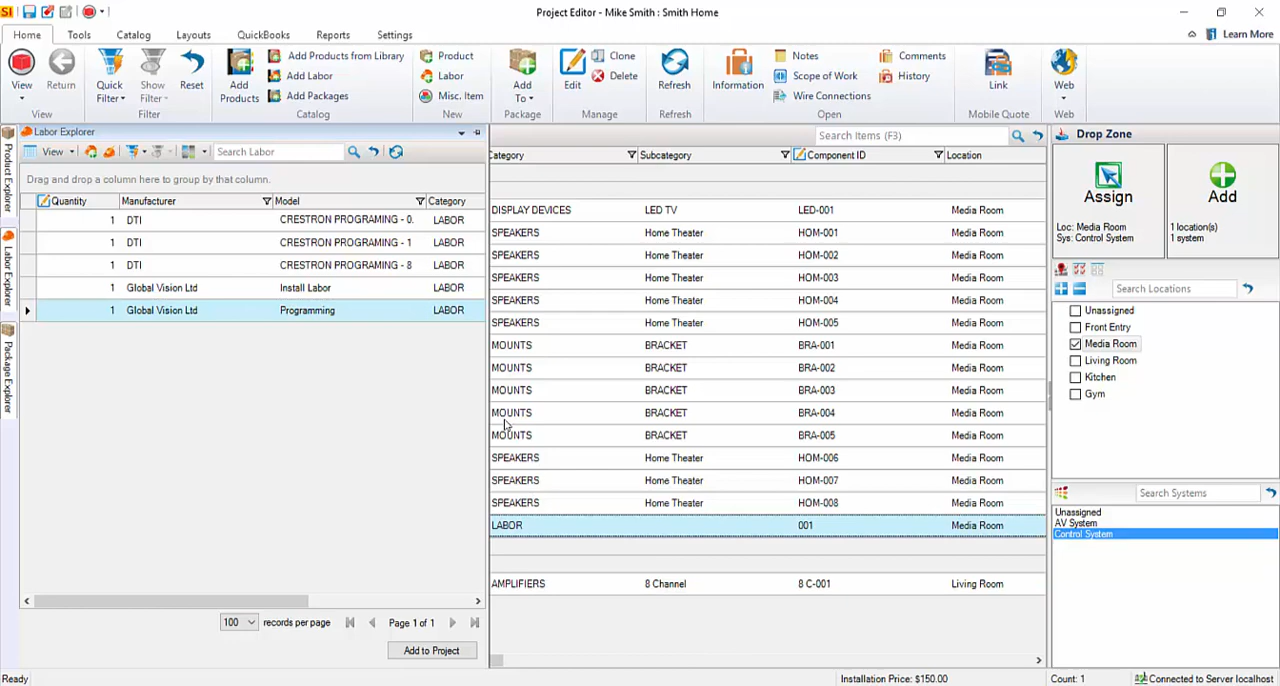 SI
Project Editor - Mike Smith : Smith Home
Home Tools Catalog Layouts QuickBooks Reports Settings
Learn More
View Return
View
Quick Filter Show Filter Reset
Filter
Add Products
Add Products from Library
Add Labor
Add Packages
Catalog
Product
Labor
Misc. Item
New
Add To
Package
Edit
Clone
Delete
Manage
Refresh
Refresh
Information
Notes
Scope of Work
Wire Connections
Comments
History
Open
Link
Mobile Quote
Web
Web
Product Explorer
Labor Explorer
Package Explorer
Labor Explorer
View Search Labor
Drag and drop a column here to group by that column.
Quantity Manufacturer Model Category
1 DTI CRESTRON PROGRAMING - 0. LABOR
1 DTI CRESTRON PROGRAMING - 1 LABOR
1 DTI CRESTRON PROGRAMING - 8 LABOR
1 Global Vision Ltd Install Labor LABOR
1 Global Vision Ltd Programming LABOR
100 records per page Page 1 of 1
Add to Project
Search Items (F3)
Category Subcategory Component ID Location
DISPLAY DEVICES LED TV LED-001 Media Room
SPEAKERS Home Theater HOM-001 Media Room
SPEAKERS Home Theater HOM-002 Media Room
SPEAKERS Home Theater HOM-003 Media Room
SPEAKERS Home Theater HOM-004 Media Room
SPEAKERS Home Theater HOM-005 Media Room
MOUNTS BRACKET BRA-001 Media Room
MOUNTS BRACKET BRA-002 Media Room
MOUNTS BRACKET BRA-003 Media Room
MOUNTS BRACKET BRA-004 Media Room
MOUNTS BRACKET BRA-005 Media Room
SPEAKERS Home Theater HOM-006 Media Room
SPEAKERS Home Theater HOM-007 Media Room
SPEAKERS Home Theater HOM-008 Media Room
LABOR 001 Media Room
AMPLIFIERS 8 Channel 8 C-001 Living Room
Drop Zone
Assign
Loc: Media Room
Sys: Control System
Add
1 location(s)
1 system
Search Locations
Unassigned
Front Entry
Media Room
Living Room
Kitchen
Gym
Search Systems
Unassigned
AV System
Control System
Ready
Installation Price: $150.00
Count: 1
Connected to Server localhost